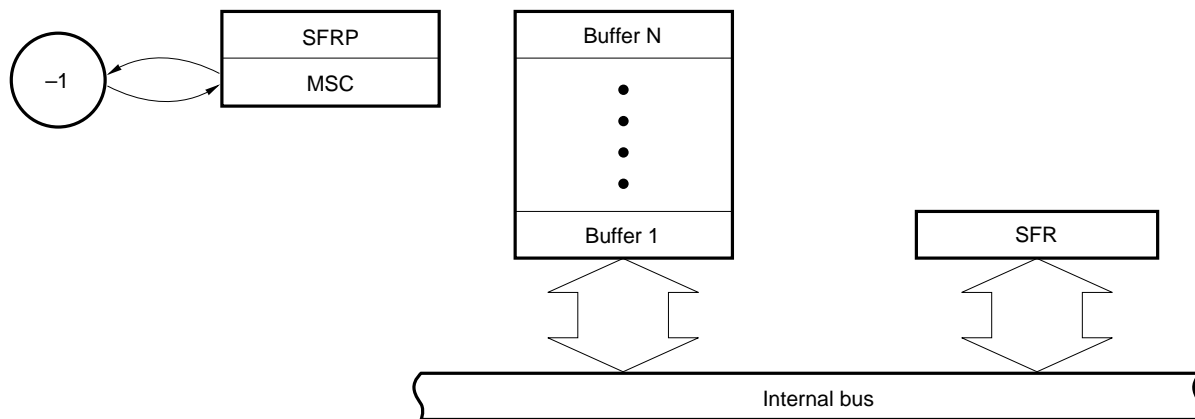 SFRP
Buffer N
–1
MSC
Buffer 1
SFR
Internal bus